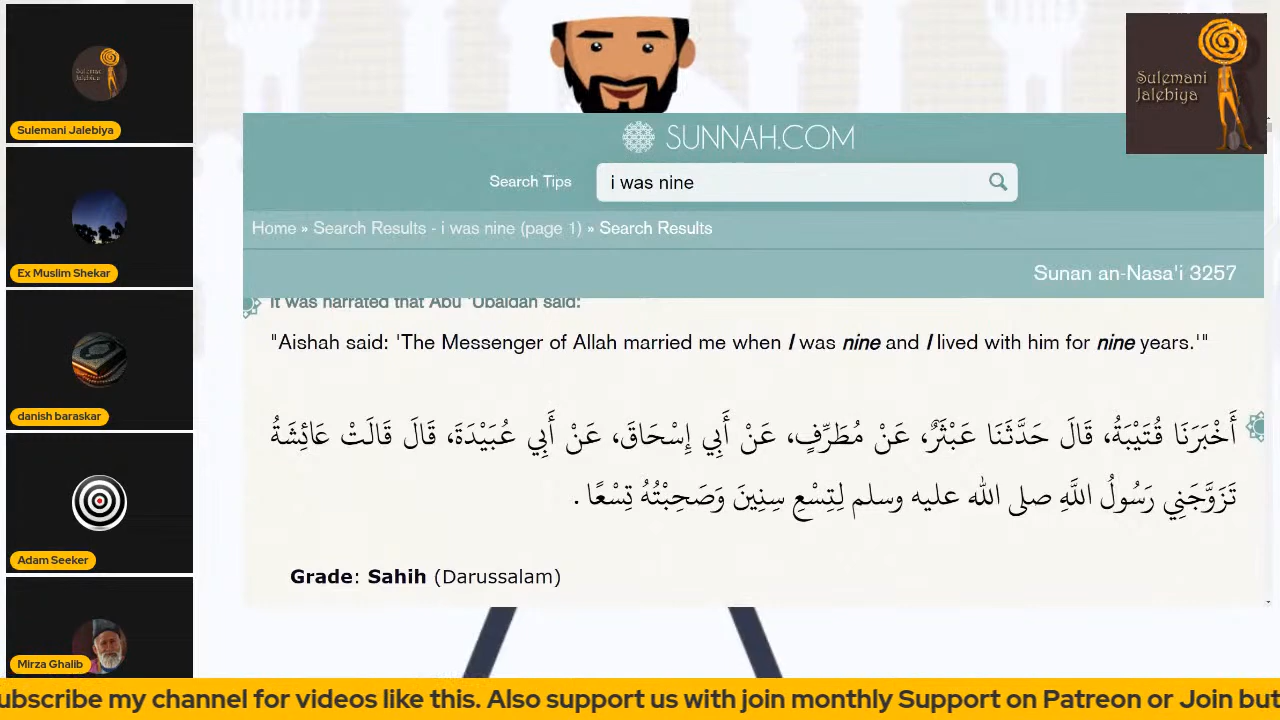 Sulemani Jalebiya
Ex Muslim Shekar
danish baraskar
Adam Seeker
Mirza Ghalib
Sulemani
Jalebiya
SUNNAH.COM
Search Tips
i was nine
Home » Search Results - i was nine (page 1) » Search Results
Sunan an-Nasa'i 3257
It was narrated that Abu 'Ubaidah said:
"Aishah said: 'The Messenger of Allah married me when I was nine and I lived with him for nine years.'"
أَخْبَرَنَا قُتَيْبَةُ، قَالَ حَدَّثَنَا عَبْثَرٌ، عَنْ مُطَرِّفٍ، عَنْ أَبِي إِسْحَاقَ، عَنْ أَبِي عُبَيْدَةَ، قَالَ قَالَتْ عَائِشَةُ
تَزَوَّجَنِي رَسُولُ اللَّهِ صلى الله عليه وسلم لِتِسْعِ سِنِينَ وَصَحِبْتُهُ تِسْعًا ‏.‏
Grade: Sahih (Darussalam)
ubscribe my channel for videos like this. Also support us with join monthly Support on Patreon or Join but